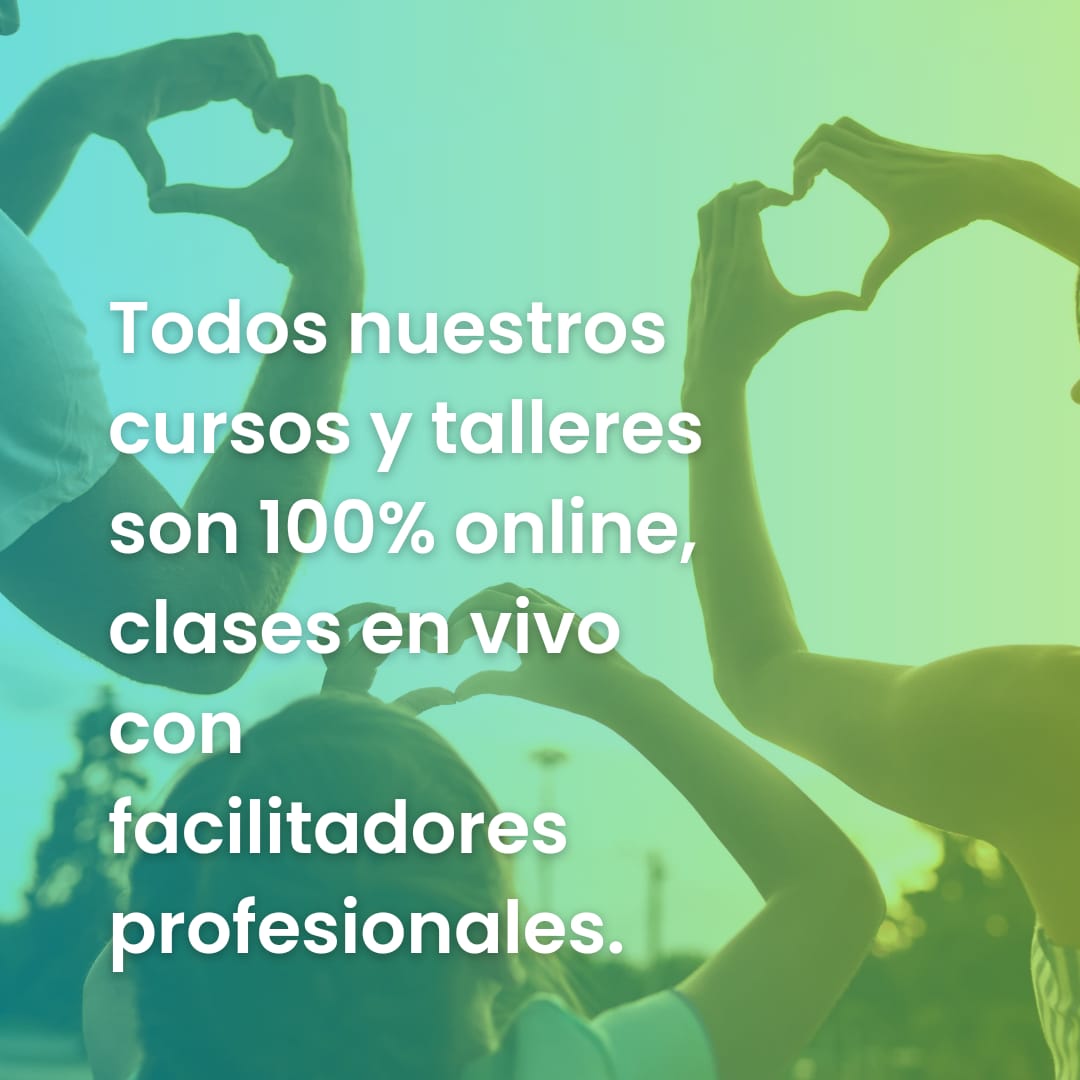 Todos nuestros
cursos y talleres
son 100% online,
clases en vivo
con
facilitadores
profesionales.